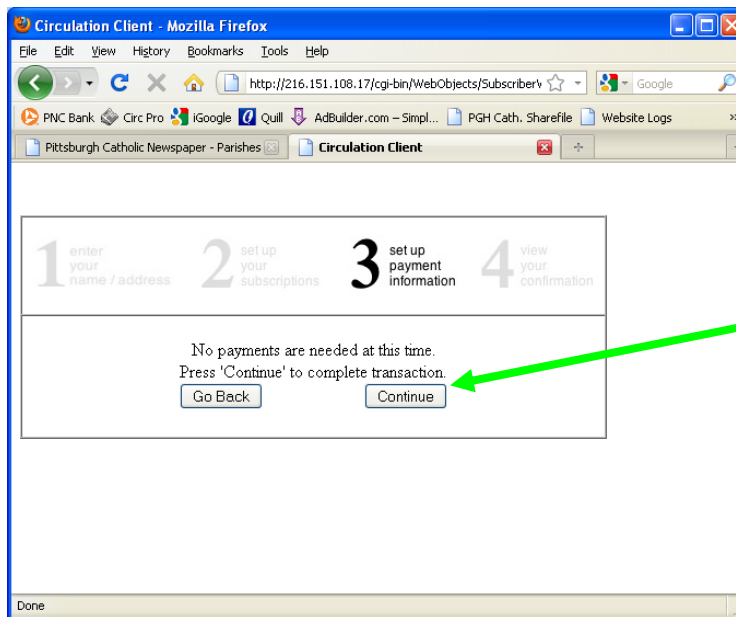 Circulation Client - Mozilla Firefox
File Edit View History Bookmarks Tools Help
http://216.151.108.17/cgi-bin/WebObjects/Subscriber Google
PNC Bank Circ Pro iGoogle Quill AdBuilder.com – Simpl... PGH Cath. Sharefile Website Logs »
Pittsburgh Catholic Newspaper - Parishes Circulation Client
1 enter your name / address
2 set up your subscriptions
3 set up payment information
4 view your confirmation
No payments are needed at this time.
Press 'Continue' to complete transaction.
Go Back Continue
Done